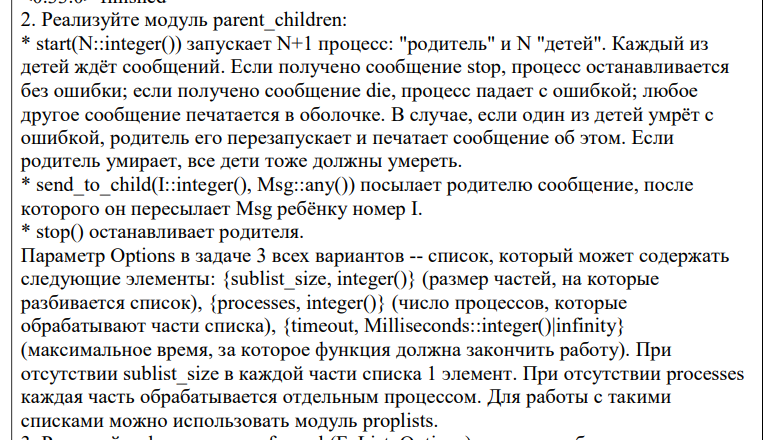 2. Реализуйте модуль parent_children:
* start(N::integer()) запускает N+1 процесс: "родитель" и N "детей". Каждый из
детей ждёт сообщений. Если получено сообщение stop, процесс останавливается
без ошибки; если получено сообщение die, процесс падает с ошибкой; любое
другое сообщение печатается в оболочке. В случае, если один из детей умрёт с
ошибкой, родитель его перезапускает и печатает сообщение об этом. Если
родитель умирает, все дети тоже должны умереть.
* send_to_child(I::integer(), Msg::any()) посылает родителю сообщение, после
которого он пересылает Msg ребёнку номер I.
* stop() останавливает родителя.
Параметр Options в задаче 3 всех вариантов -- список, который может содержать
следующие элементы: {sublist_size, integer()} (размер частей, на которые
разбивается список), {processes, integer()} (число процессов, которые
обрабатывают части списка), {timeout, Milliseconds::integer()|infinity}
(максимальное время, за которое функция должна закончить работу). При
отсутствии sublist_size в каждой части списка 1 элемент. При отсутствии processes
каждая часть обрабатывается отдельным процессом. Для работы с такими
списками можно использовать модуль proplists.